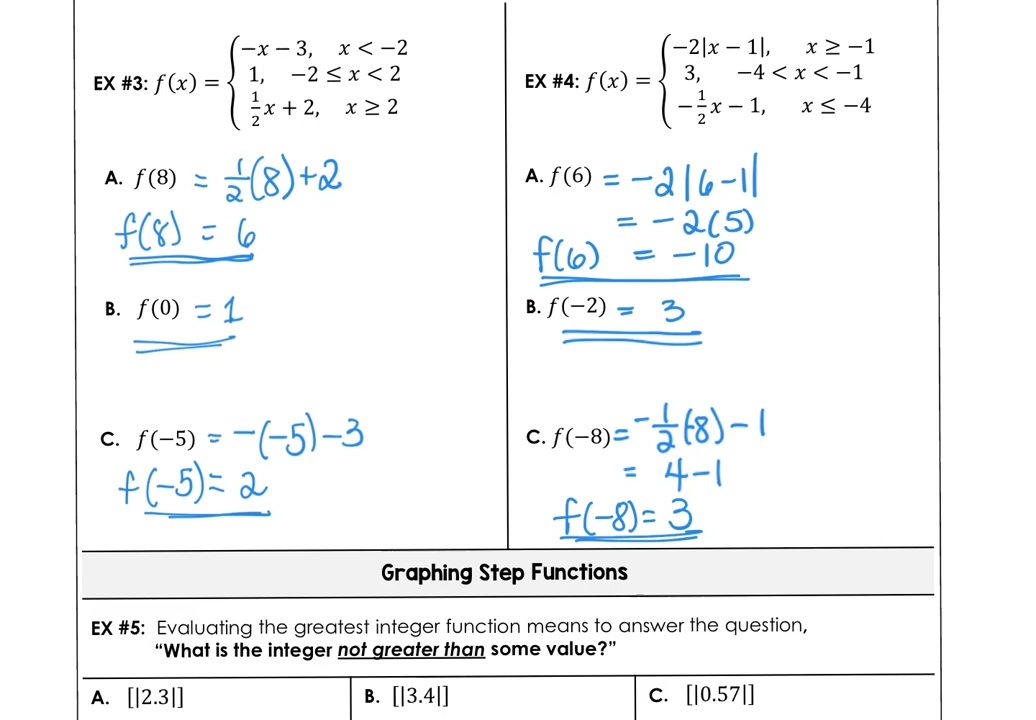 EX #3: f(x) = { −x − 3, x < −2
1, −2 ≤ x < 2
1/2 x + 2, x ≥ 2
A. f(8) = 1/2(8)+2
f(8) = 6
B. f(0) = 1
C. f(−5) = −(−5)−3
f(−5) = 2
EX #4: f(x) = { −2|x − 1|, x ≥ −1
3, −4 < x < −1
−1/2 x − 1, x ≤ −4
A. f(6) = −2|6−1|
= −2(5)
f(6) = −10
B. f(−2) = 3
C. f(−8) = −1/2(−8)−1
= 4−1
f(−8) = 3
Graphing Step Functions
EX #5: Evaluating the greatest integer function means to answer the question,
“What is the integer not greater than some value?”
A. [|2.3|]
B. [|3.4|]
C. [|0.57|]